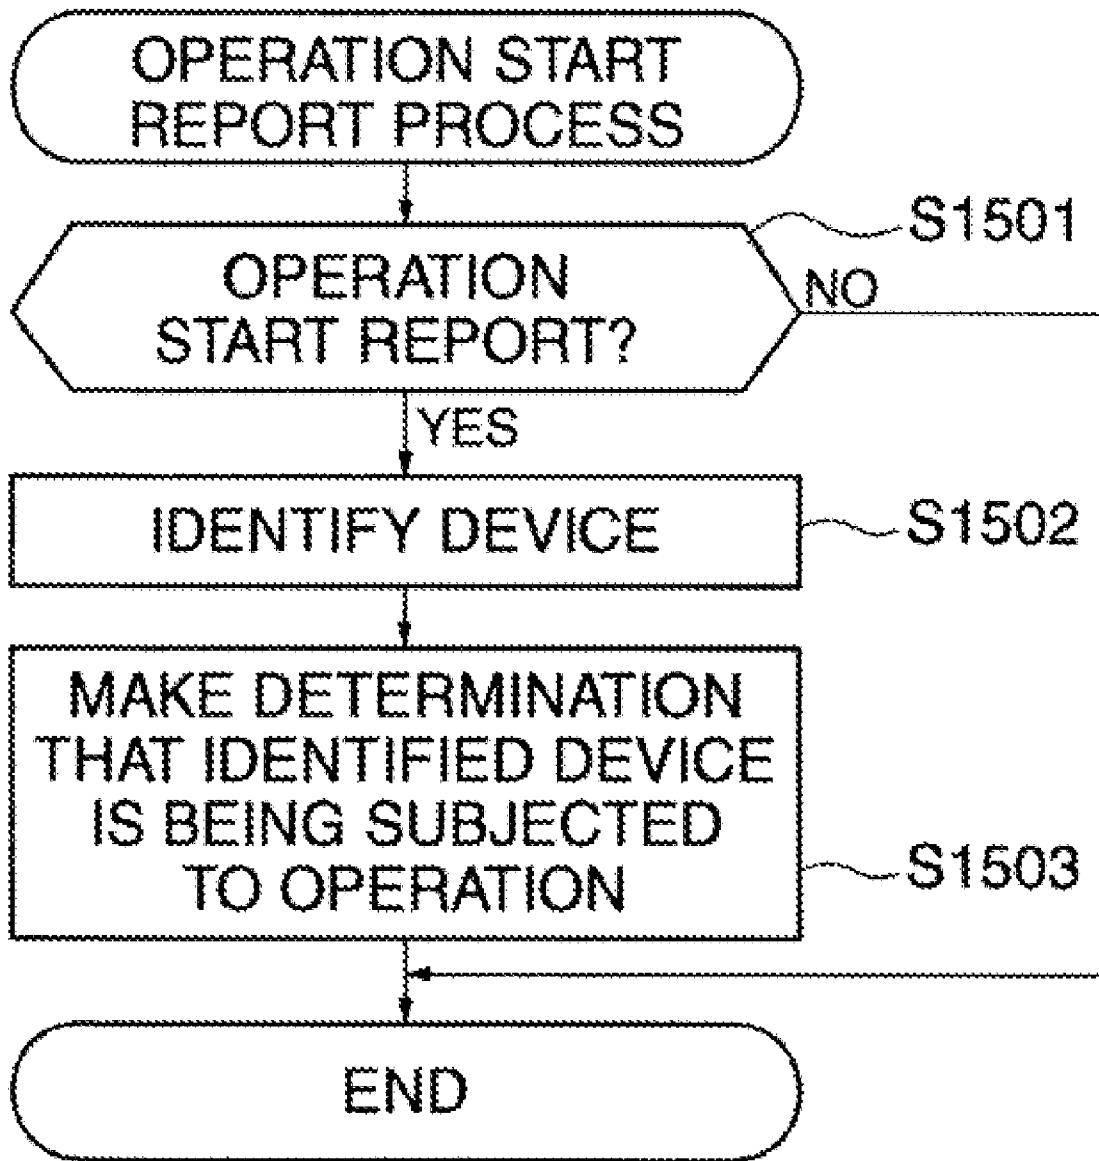 OPERATION START
REPORT PROCESS
S1501
OPERATION
START REPORT?
NO
YES
IDENTIFY DEVICE
S1502
MAKE DETERMINATION
THAT IDENTIFIED DEVICE
IS BEING SUBJECTED
TO OPERATION
S1503
END